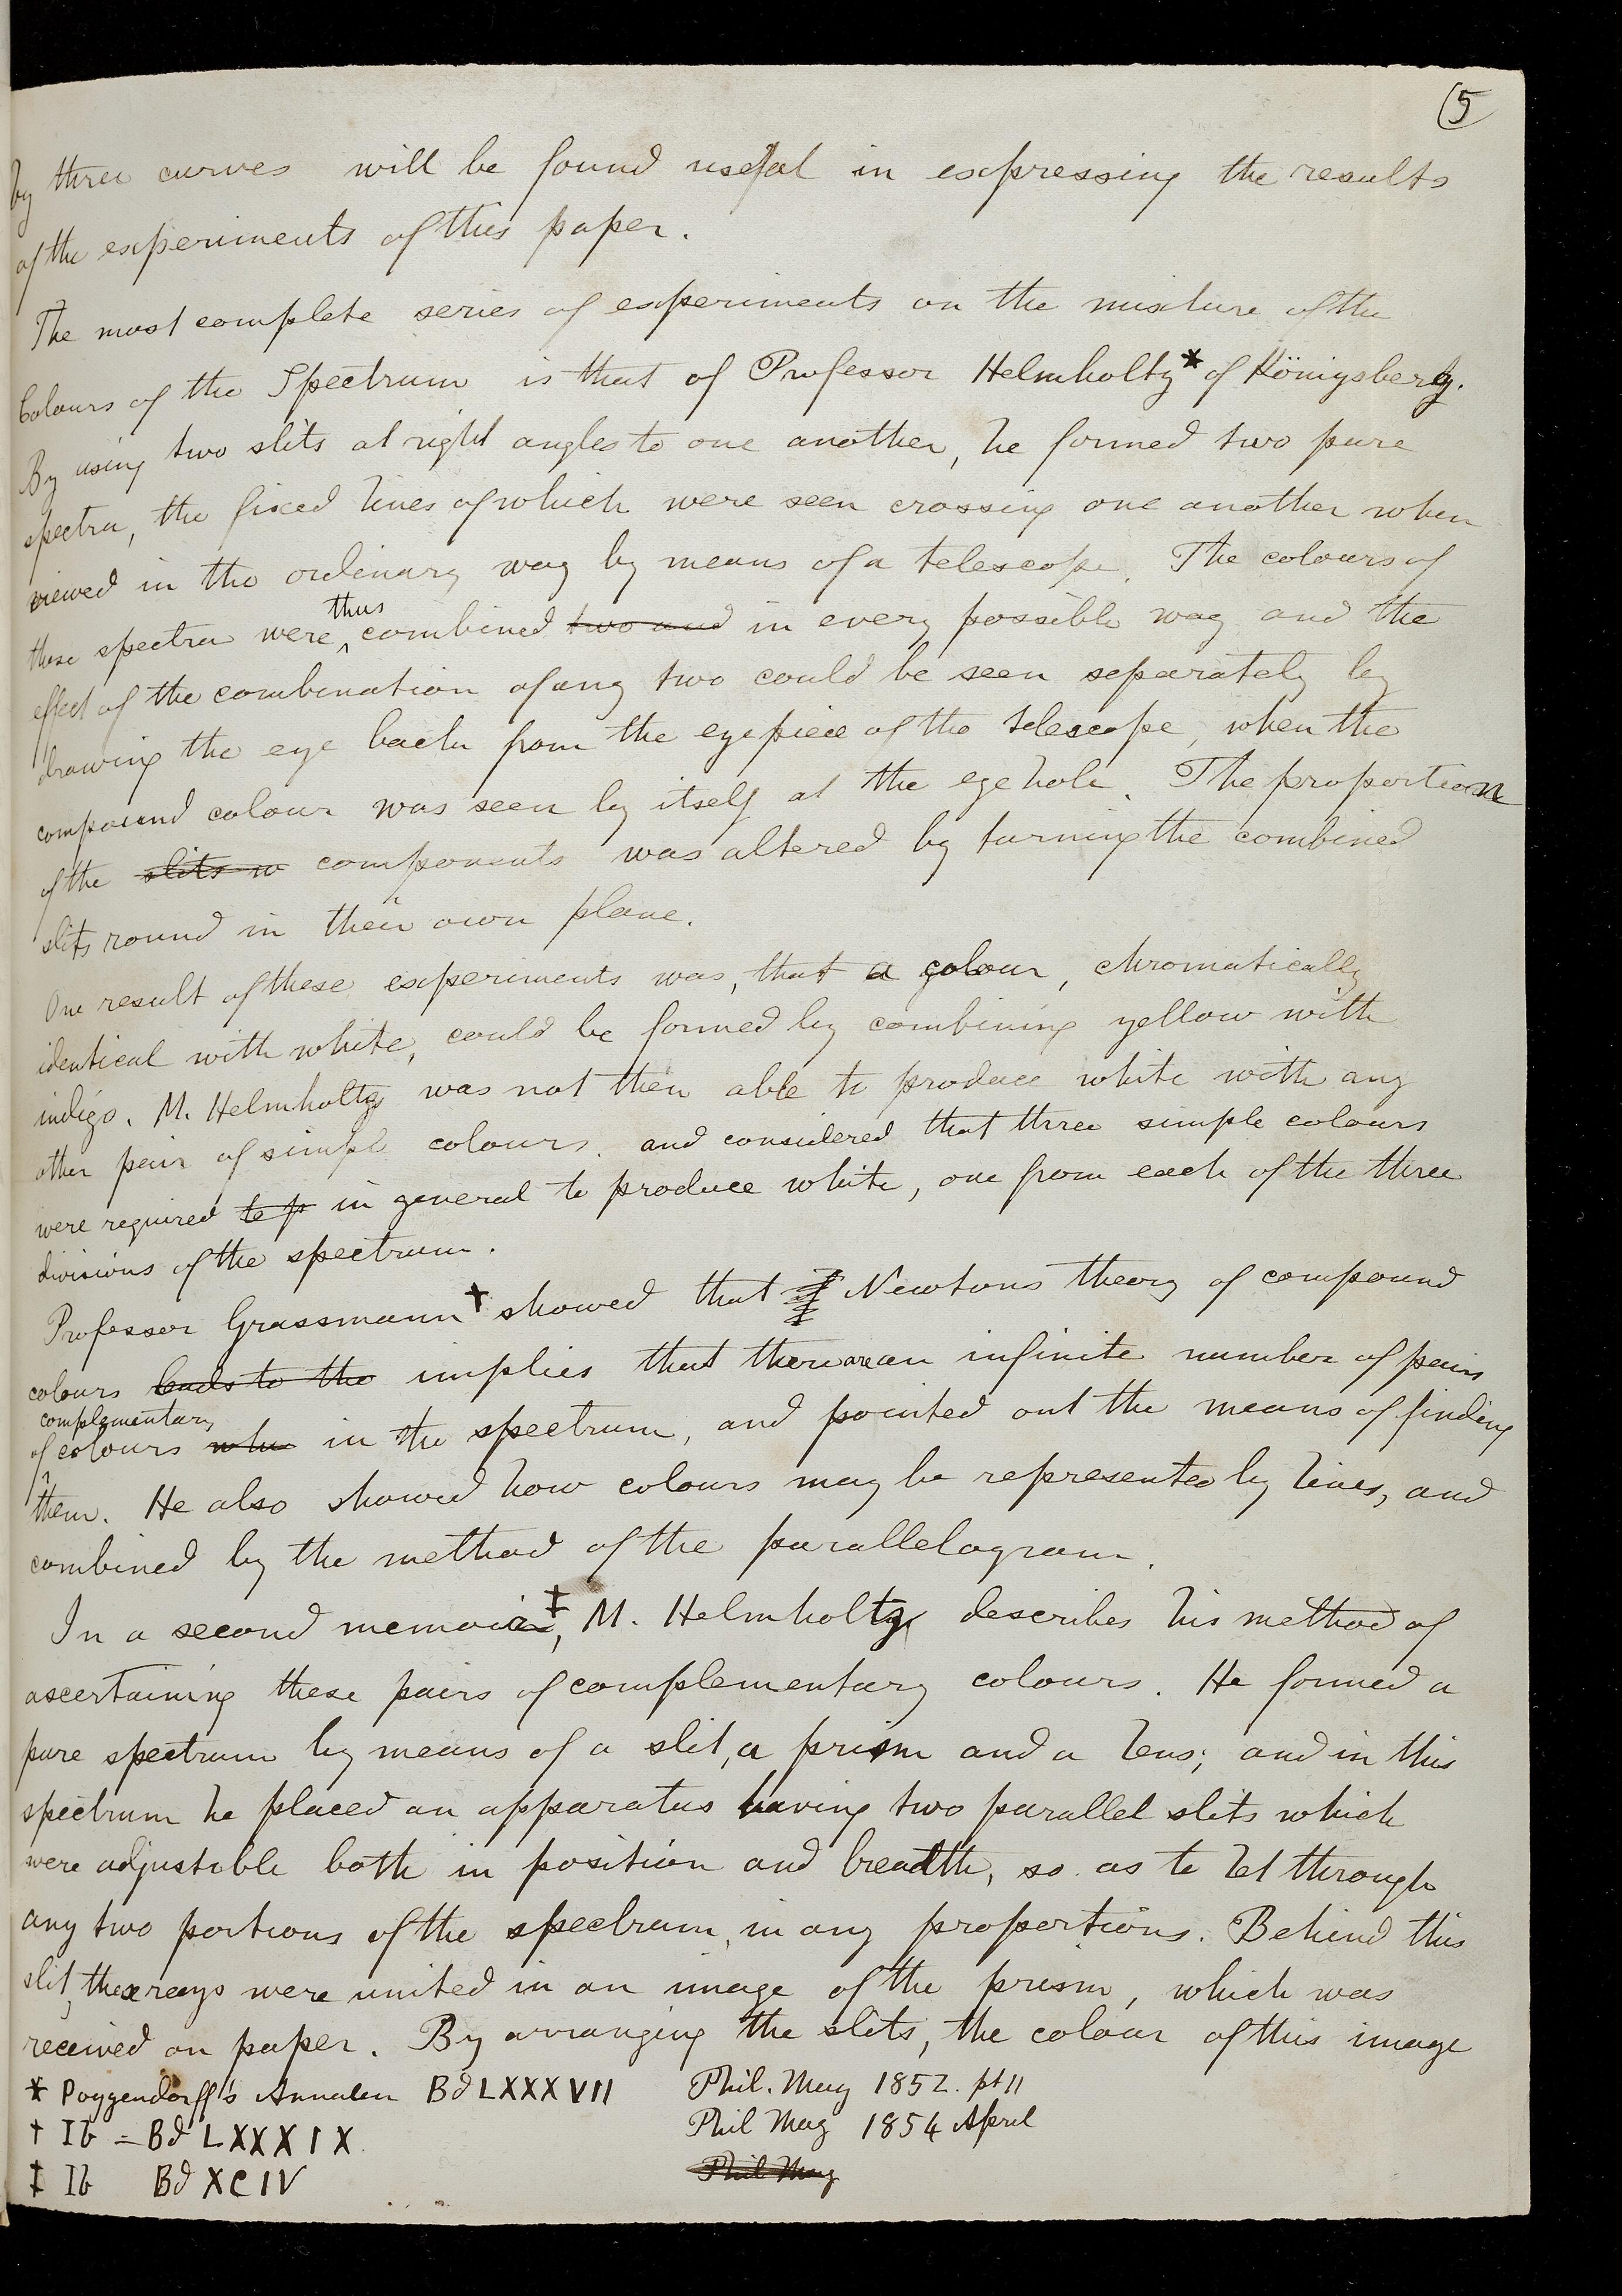 5
by three curves will be found useful in expressing the results
of the experiments of this paper.
The most complete series of experiments on the mixture of the
Colours of the Spectrum is that of Professor Helmholtz* of Königsberg.
By using two slits at right angles to one another, he formed two pure
spectra, the fixed lines of which were seen crossing one another when
viewed in the ordinary way by means of a telescope. The colours of
thus
these spectra were ‸ combined two and in every possible way and the
effect of the combination of any two could be seen separately by
drawing the eye back from the eyepiece of the telescope, when the
compound colour was seen by itself at the eye hole. The proportion
of the slits w components was altered by turning the combined
slits round in their own plane.
One result of these experiments was, that a colour, chromatically
identical with white, could be formed by combining yellow with
indigo. M. Helmholtz was not then able to produce white with any
other pair of simple colours, and considered that three simple colours
were required to p in general to produce white, one from each of the three
divisions of the spectrum.
Professor Grassmann† showed that Newtons theory of compound
colours leads to the implies that there are an infinite number of pairs
complementary
of ‸ colours whe in the spectrum, and pointed out the means of finding
them. He also showed how colours may be represented by lines, and
combined by the method of the parallelogram.
In a second memoir‡, M. Helmholtz describes his method of
ascertaining these pairs of complementary colours. He formed a
pure spectrum by means of a slit, a prism and a lens; and in this
spectrum he placed an apparatus having two parallel slits which
were adjustible both in position and breadth, so as to let through
any two portions of the spectrum, in any proportions. Behind this
slit, these rays were united in an image of the prism, which was
received on paper. By arranging the slits, the colour of this image
* Poggendorff's Annalen Bd LXXXVII Phil. Mag 1852. pt II
† Ib = Bd LXXXIX Phil Mag 1854 April
‡ Ib Bd XCIV Phil Mag